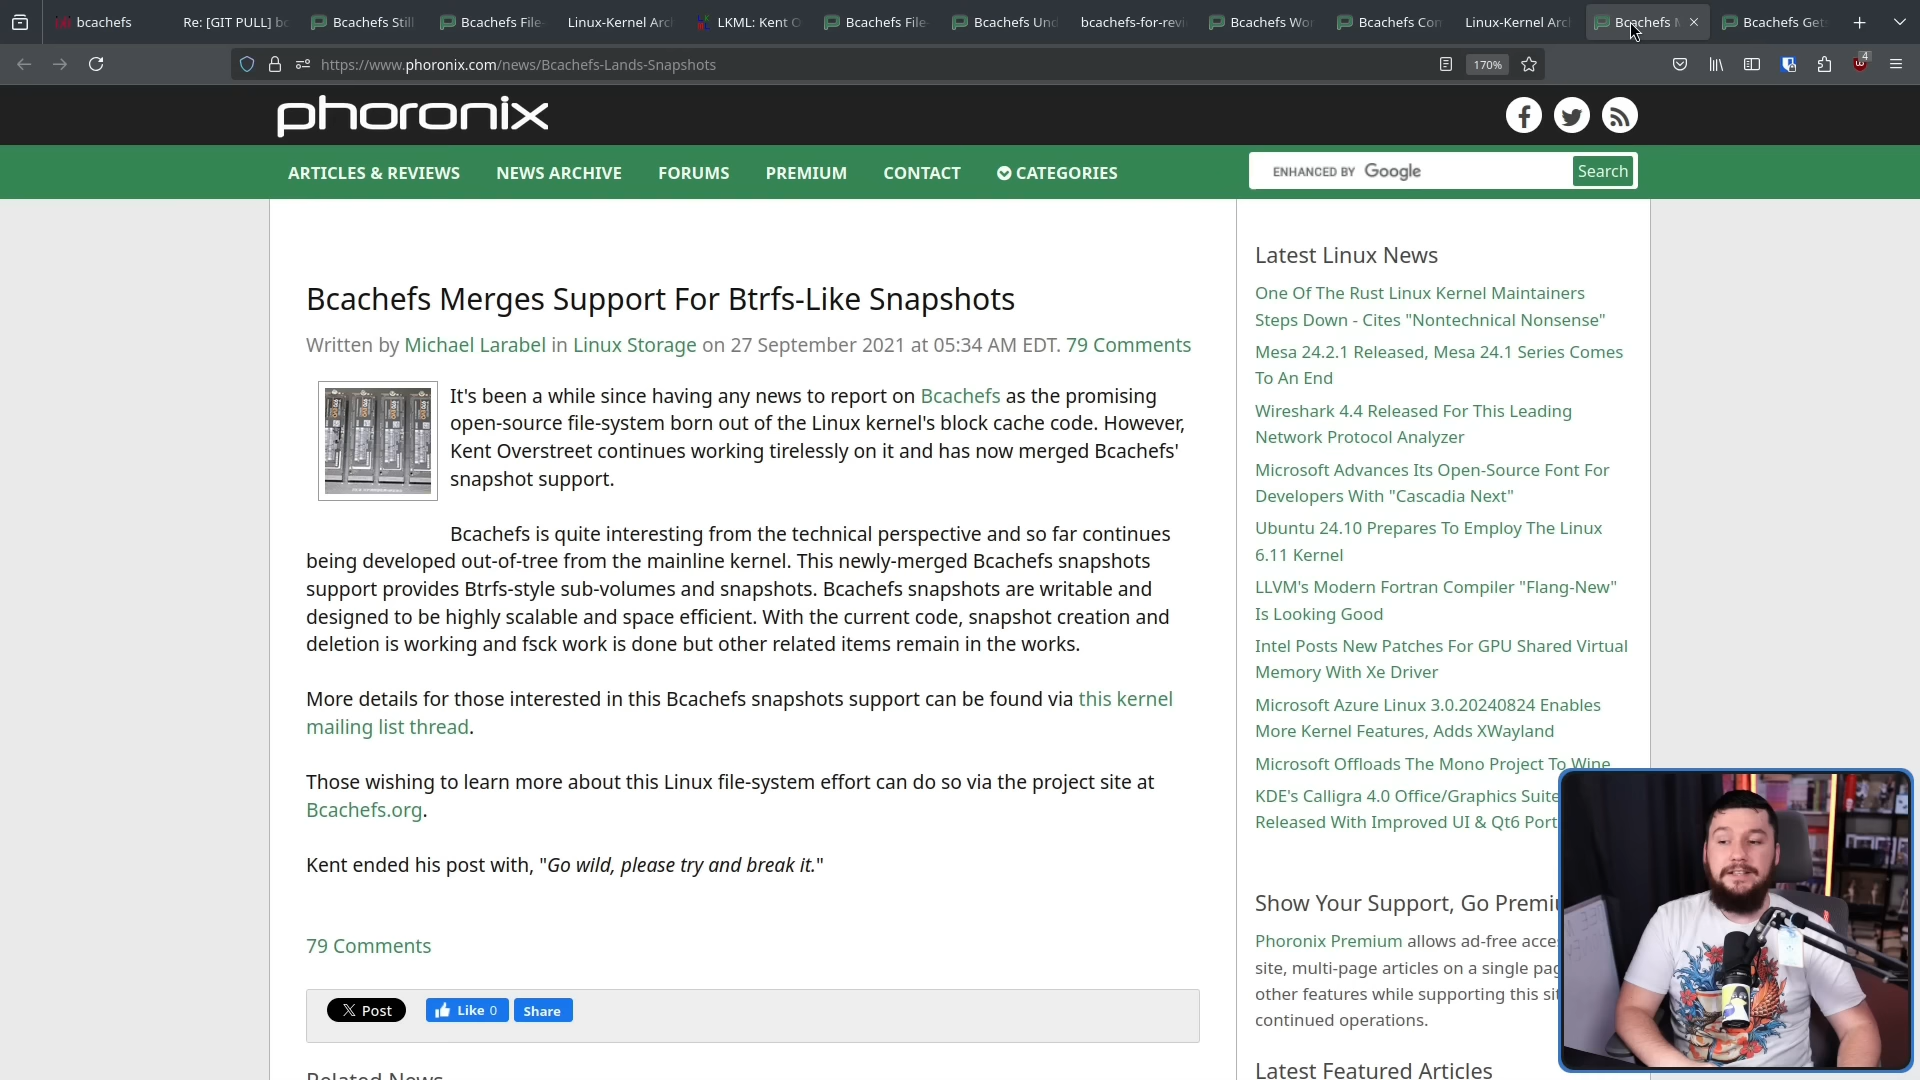 bcachefs
Re: [GIT PULL] bc
Bcachefs Still
Bcachefs File-
Linux-Kernel Arc
LKML: Kent O
Bcachefs File-
Bcachefs Und
bcachefs-for-revi
Bcachefs Wor
Bcachefs Con
Linux-Kernel Arc
Bcachefs M
Bcachefs Get
https://www.phoronix.com/news/Bcachefs-Lands-Snapshots
170%
4
phoronix
ARTICLES & REVIEWS
NEWS ARCHIVE
FORUMS
PREMIUM
CONTACT
CATEGORIES
ENHANCED BY Google
Search
Bcachefs Merges Support For Btrfs-Like Snapshots
Written by Michael Larabel in Linux Storage on 27 September 2021 at 05:34 AM EDT. 79 Comments
It's been a while since having any news to report on Bcachefs as the promising
open-source file-system born out of the Linux kernel's block cache code. However,
Kent Overstreet continues working tirelessly on it and has now merged Bcachefs'
snapshot support.
Bcachefs is quite interesting from the technical perspective and so far continues
being developed out-of-tree from the mainline kernel. This newly-merged Bcachefs snapshots
support provides Btrfs-style sub-volumes and snapshots. Bcachefs snapshots are writable and
designed to be highly scalable and space efficient. With the current code, snapshot creation and
deletion is working and fsck work is done but other related items remain in the works.
More details for those interested in this Bcachefs snapshots support can be found via this kernel
mailing list thread.
Those wishing to learn more about this Linux file-system effort can do so via the project site at
Bcachefs.org.
Kent ended his post with, "Go wild, please try and break it."
79 Comments
Post
Like 0
Share
Related News
Latest Linux News
One Of The Rust Linux Kernel Maintainers
Steps Down - Cites "Nontechnical Nonsense"
Mesa 24.2.1 Released, Mesa 24.1 Series Comes
To An End
Wireshark 4.4 Released For This Leading
Network Protocol Analyzer
Microsoft Advances Its Open-Source Font For
Developers With "Cascadia Next"
Ubuntu 24.10 Prepares To Employ The Linux
6.11 Kernel
LLVM's Modern Fortran Compiler "Flang-New"
Is Looking Good
Intel Posts New Patches For GPU Shared Virtual
Memory With Xe Driver
Microsoft Azure Linux 3.0.20240824 Enables
More Kernel Features, Adds XWayland
Microsoft Offloads The Mono Project To Wine
KDE's Calligra 4.0 Office/Graphics Suite
Released With Improved UI & Qt6 Port
Show Your Support, Go Premiu
Phoronix Premium allows ad-free acce
site, multi-page articles on a single pag
other features while supporting this sit
continued operations.
Latest Featured Articles